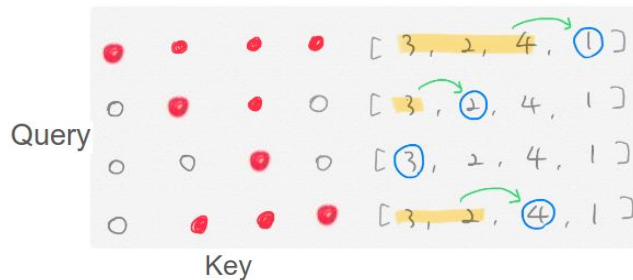 [ 3, 2, 4, 1 ]
[ 3, 2, 4, 1 ]
Query
[ 3, 2, 4, 1 ]
[ 3, 2, 4, 1 ]
Key